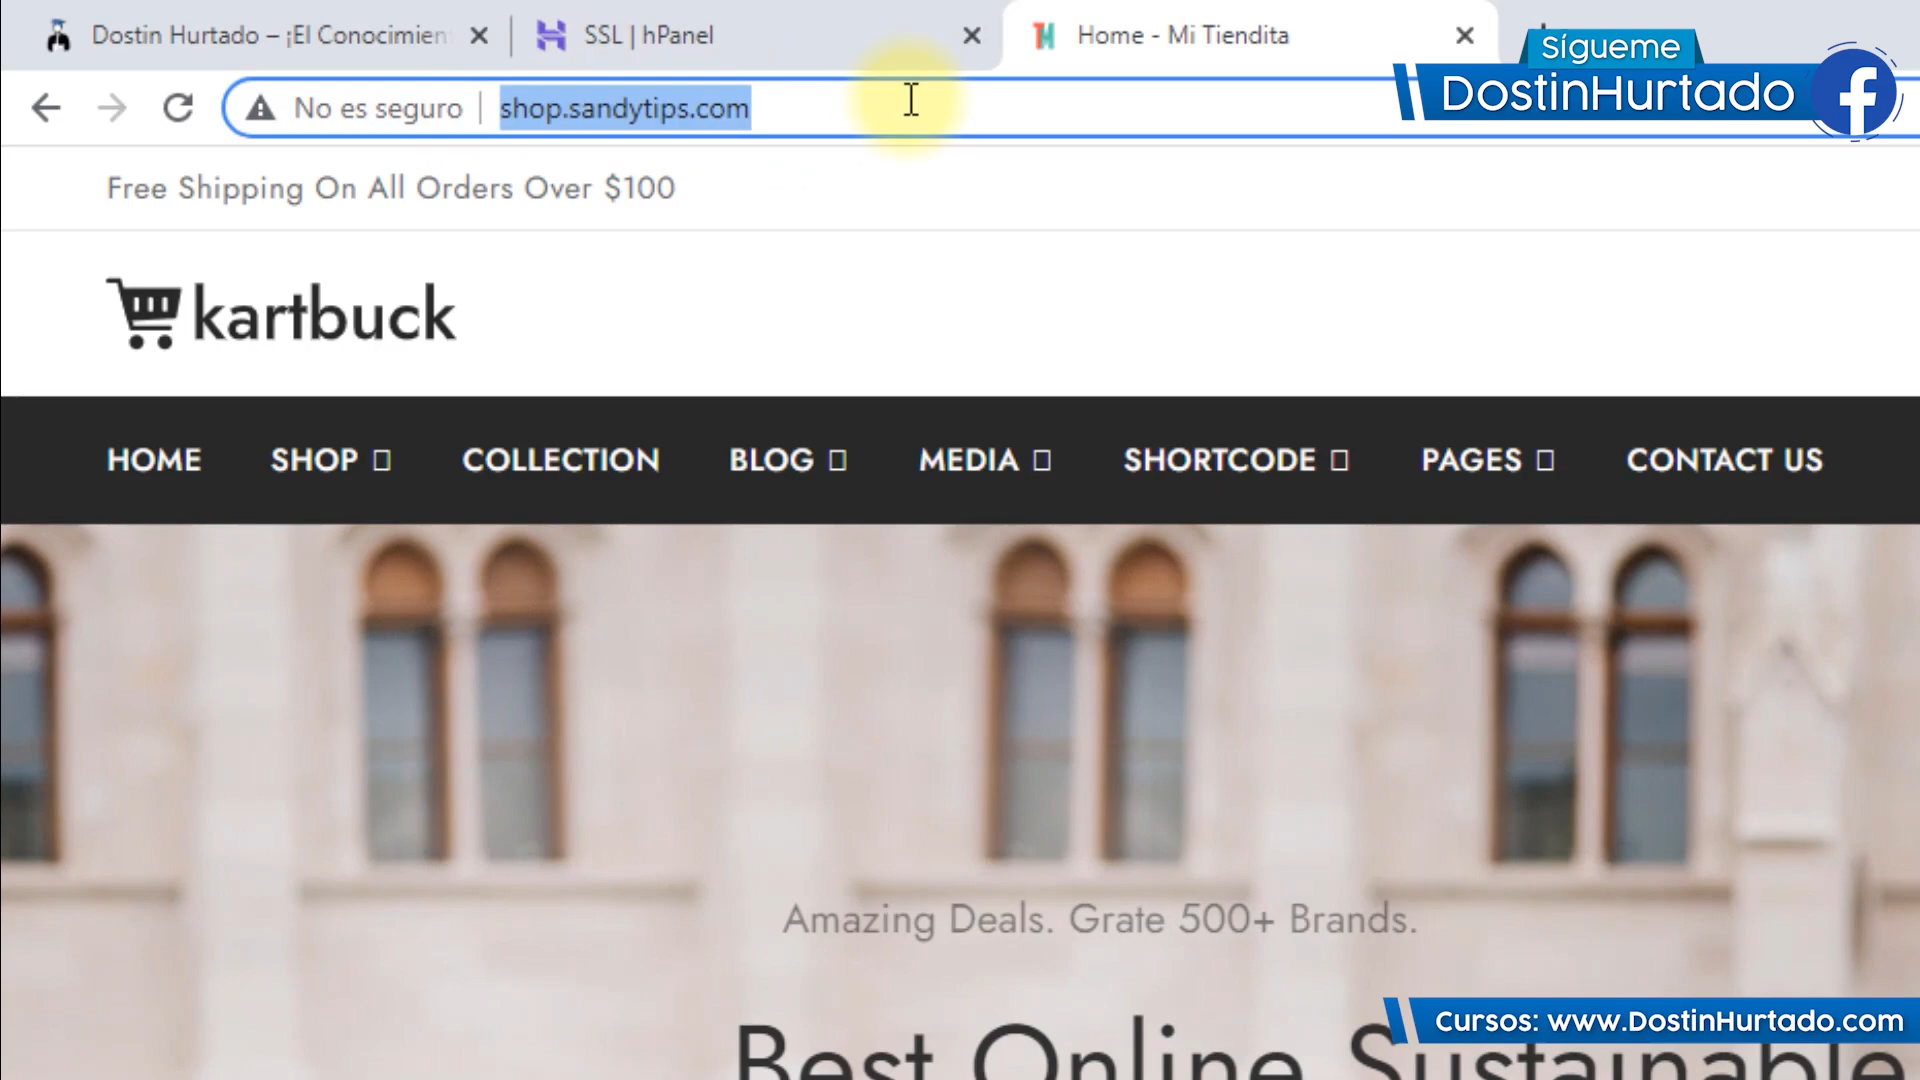 Dostin Hurtado – ¡El Conocimien
SSL | hPanel
Home - Mi Tiendita
Sígueme
DostinHurtado
No es seguro
shop.sandytips.com
Free Shipping On All Orders Over $100
kartbuck
HOME SHOP COLLECTION BLOG MEDIA SHORTCODE PAGES CONTACT US
Amazing Deals. Grate 500+ Brands.
Best Online Sustainable
Cursos: www.DostinHurtado.com